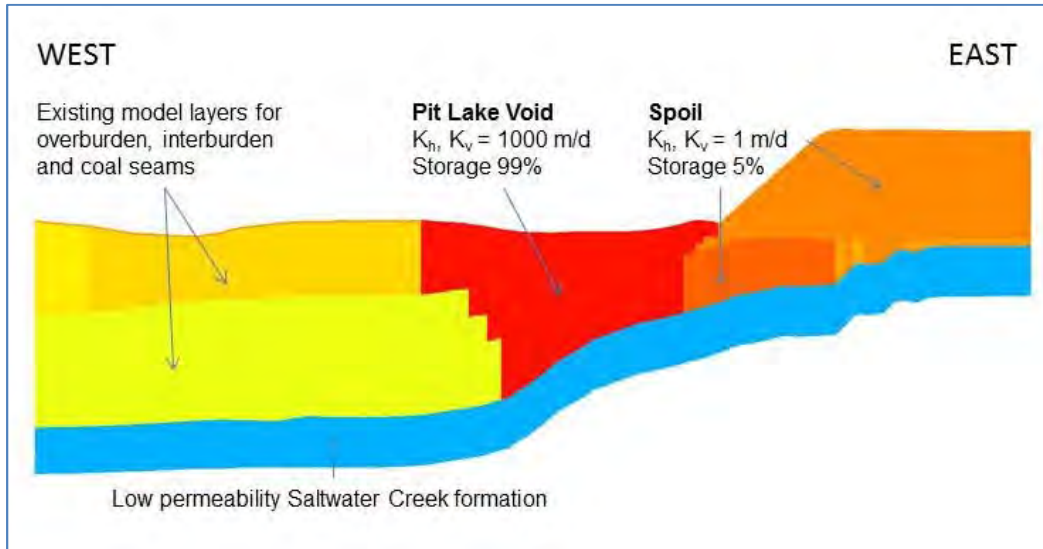 WEST
EAST
Existing model layers for
overburden, interburden
and coal seams
Pit Lake Void
Kₕ, Kᵥ = 1000 m/d
Storage 99%
Spoil
Kₕ, Kᵥ = 1 m/d
Storage 5%
Low permeability Saltwater Creek formation